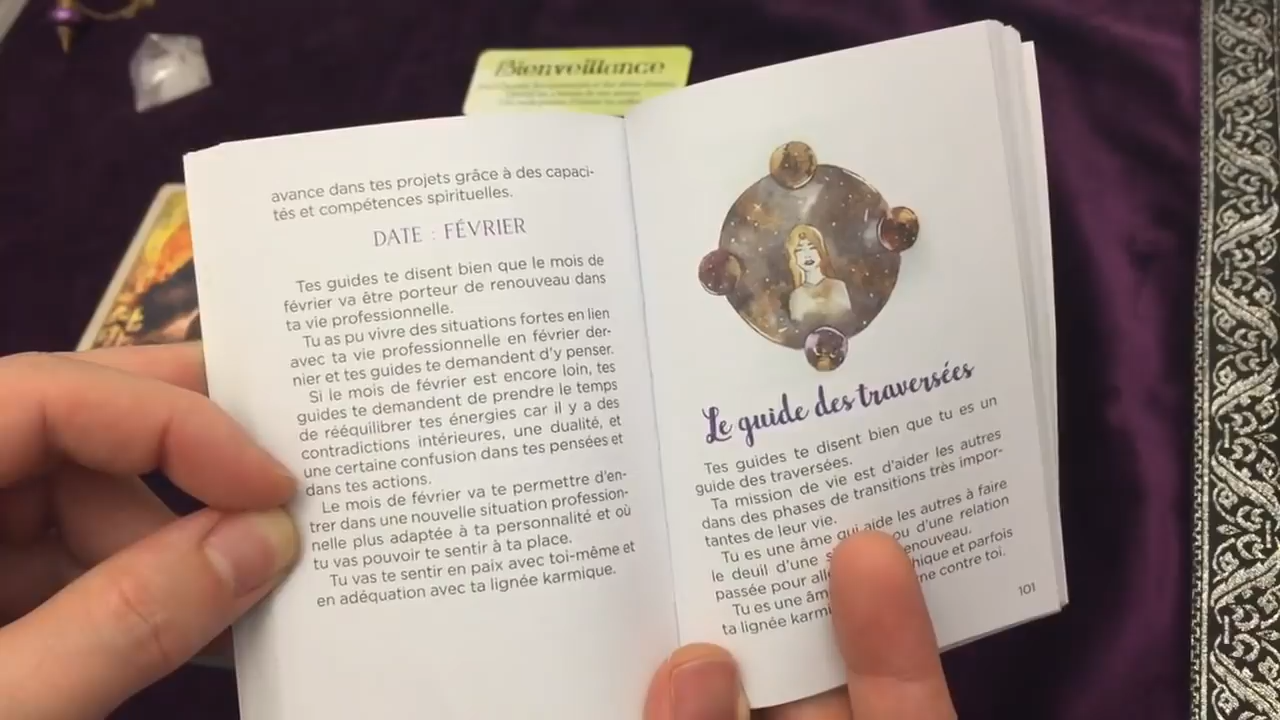 Bienveillance
avance dans tes projets grâce à des capaci-
tés et compétences spirituelles.
DATE : FÉVRIER
Tes guides te disent bien que le mois de
février va être porteur de renouveau dans
ta vie professionnelle.
Tu as pu vivre des situations fortes en lien
avec ta vie professionnelle en février der-
nier et tes guides te demandent d'y penser.
Si le mois de février est encore loin, tes
guides te demandent de prendre le temps
de rééquilibrer tes énergies car il y a des
contradictions intérieures, une dualité, et
une certaine confusion dans tes pensées et
dans tes actions.
Le mois de février va te permettre d'en-
trer dans une nouvelle situation profession-
nelle plus adaptée à ta personnalité et où
tu vas pouvoir te sentir à ta place.
Tu vas te sentir en paix avec toi-même et
en adéquation avec ta lignée karmique.
Le guide des traversées
Tes guides te disent bien que tu es un
guide des traversées.
Ta mission de vie est d'aider les autres
dans des phases de transitions très impor-
tantes de leur vie.
Tu es une âme qui aide les autres à faire
le deuil d'une ou d'une relation
passée pour renouveau.
Tu es une et parfois
ta lignée contre toi.
101